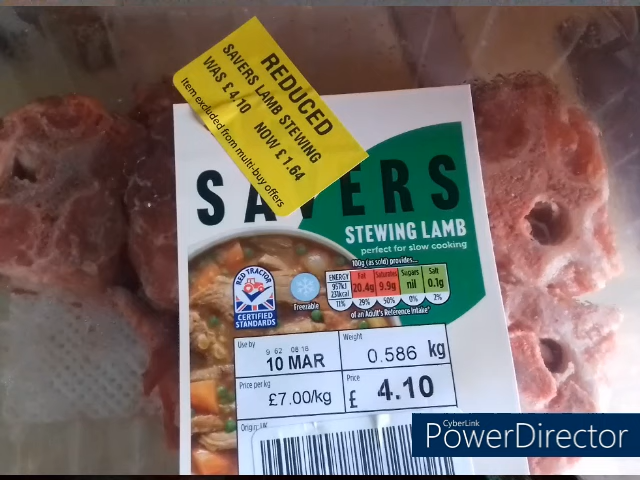 REDUCED
SAVERS LAMB STEWING
WAS £4.10 NOW £1.64
Item excluded from multi-buy offers
SAVERS
STEWING LAMB
perfect for slow cooking
100g (as sold) provides...
ENERGY 957kJ 231kcal 11%
Fat 20.4g 29%
Saturates 9.9g 50%
Sugars nil 0%
Salt 0.1g 2%
of an Adult's Reference Intake*
RED TRACTOR
CERTIFIED
STANDARDS
Freezable
Use by
10 MAR
Weight
0.586 kg
Price per kg
£7.00/kg
Price
£ 4.10
Origin: UK
CyberLink
PowerDirector